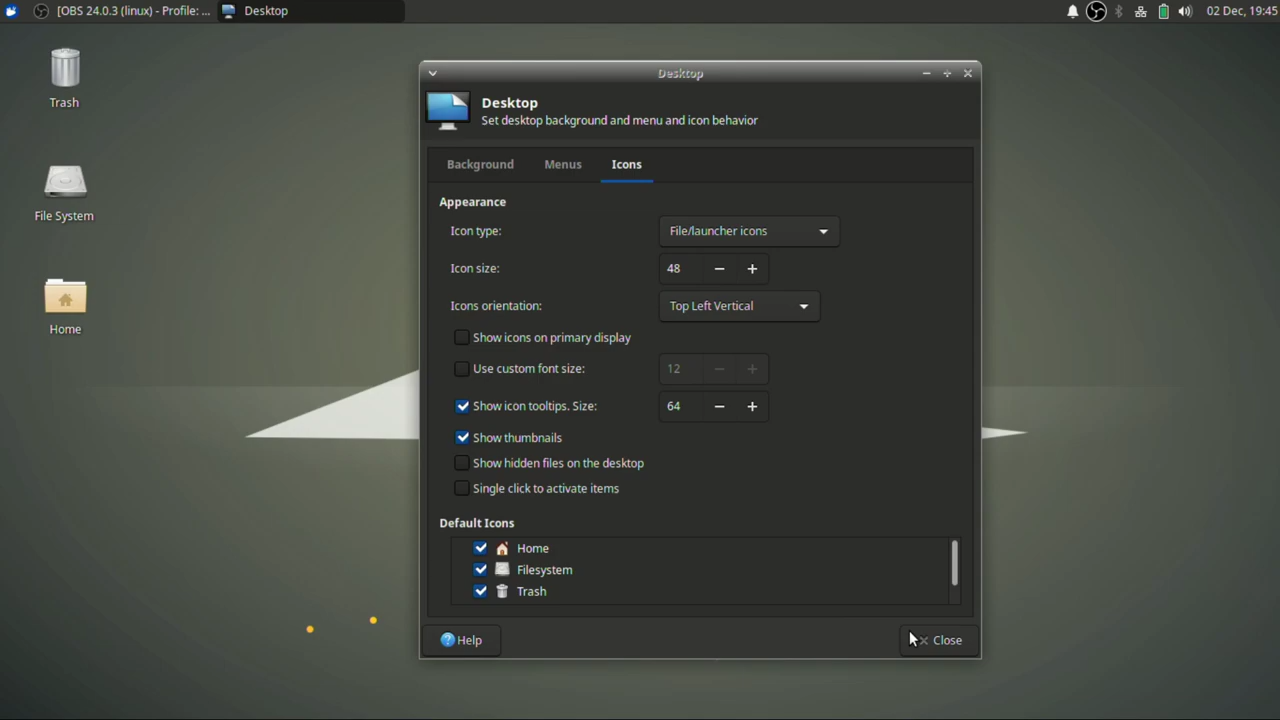 [OBS 24.0.3 (linux) - Profile: ...
Desktop
02 Dec, 19:45
Trash
File System
Home
Desktop
Desktop
Set desktop background and menu and icon behavior
Background
Menus
Icons
Appearance
Icon type:
File/launcher icons
Icon size:
48
Icons orientation:
Top Left Vertical
Show icons on primary display
Use custom font size:
12
Show icon tooltips. Size:
64
Show thumbnails
Show hidden files on the desktop
Single click to activate items
Default Icons
Home
Filesystem
Trash
Help
Close